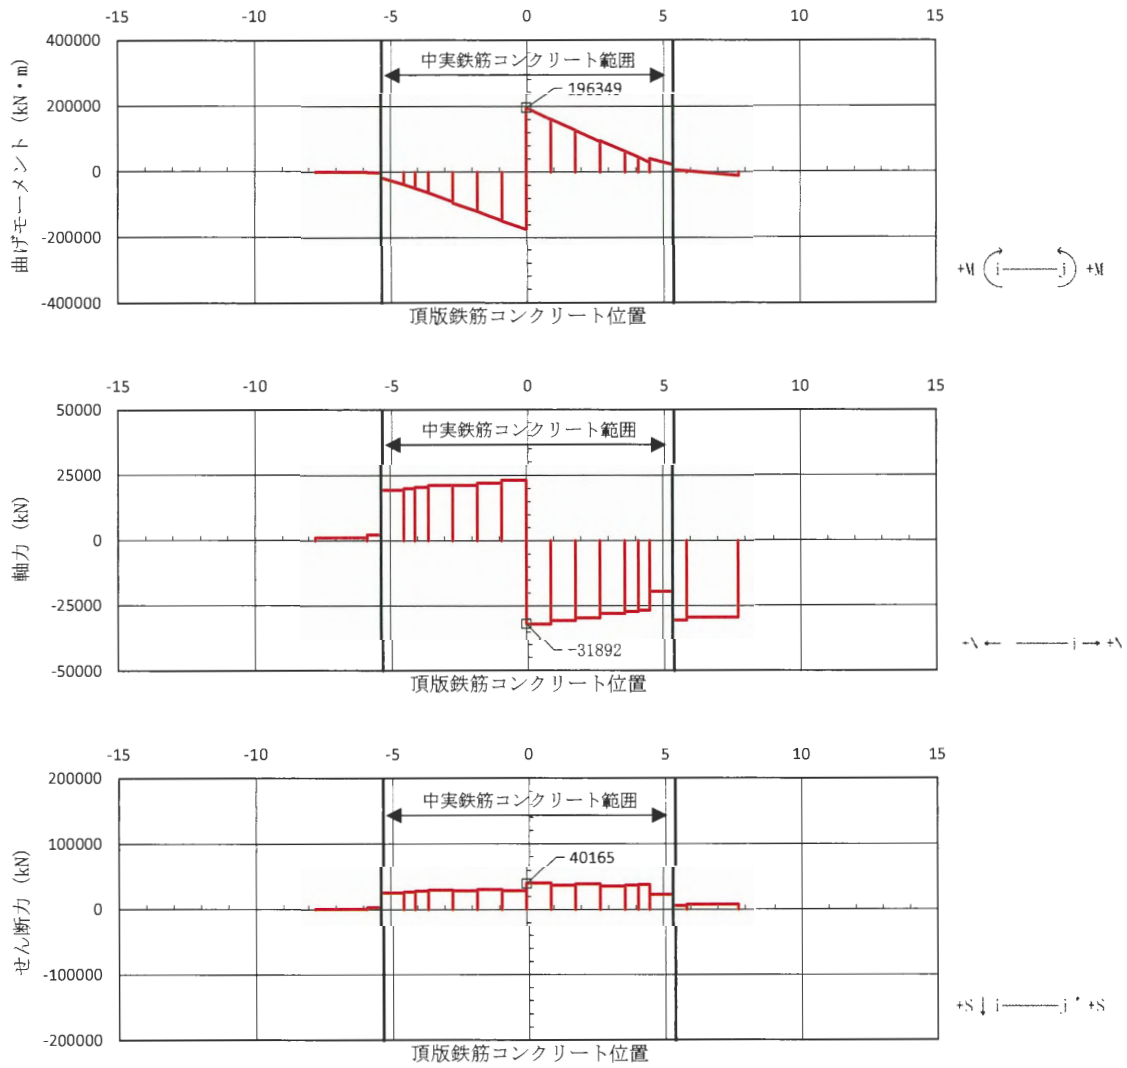 -15 -10 -5 0 5 10 15
400000
中実鉄筋コンクリート範囲
196349
200000
0
-200000
-400000
曲げモーメント (kN・m)
+M i j +M
頂版鉄筋コンクリート位置
-15 -10 -5 0 5 10 15
50000
中実鉄筋コンクリート範囲
25000
0
-25000
-31892
-50000
軸力 (kN)
頂版鉄筋コンクリート位置
-15 -10 -5 0 5 10 15
200000
中実鉄筋コンクリート範囲
100000
40165
0
-100000
-200000
せん断力 (kN)
+S i j +S
頂版鉄筋コンクリート位置